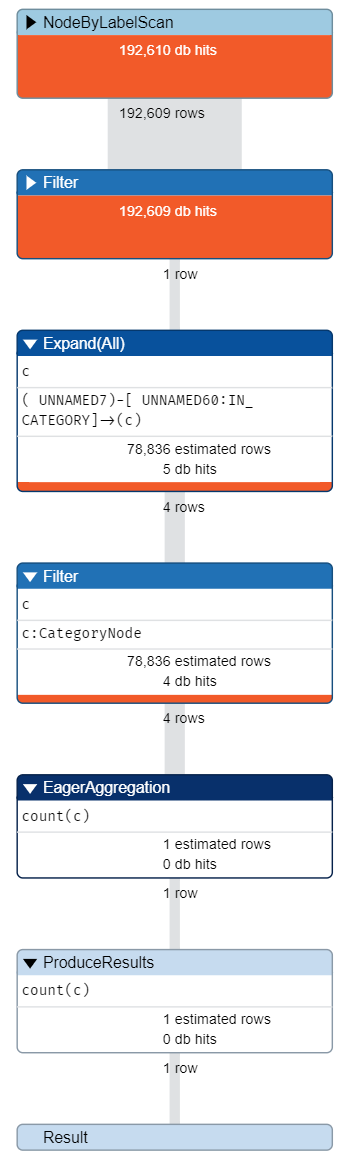 NodeByLabelScan
192,610 db hits
192,609 rows
Filter
192,609 db hits
1 row
Expand(All)
c
( UNNAMED7)-[ UNNAMED60:IN_
CATEGORY]->(c)
78,836 estimated rows
5 db hits
4 rows
Filter
c
c:CategoryNode
78,836 estimated rows
4 db hits
4 rows
EagerAggregation
count(c)
1 estimated rows
0 db hits
1 row
ProduceResults
count(c)
1 estimated rows
0 db hits
1 row
Result